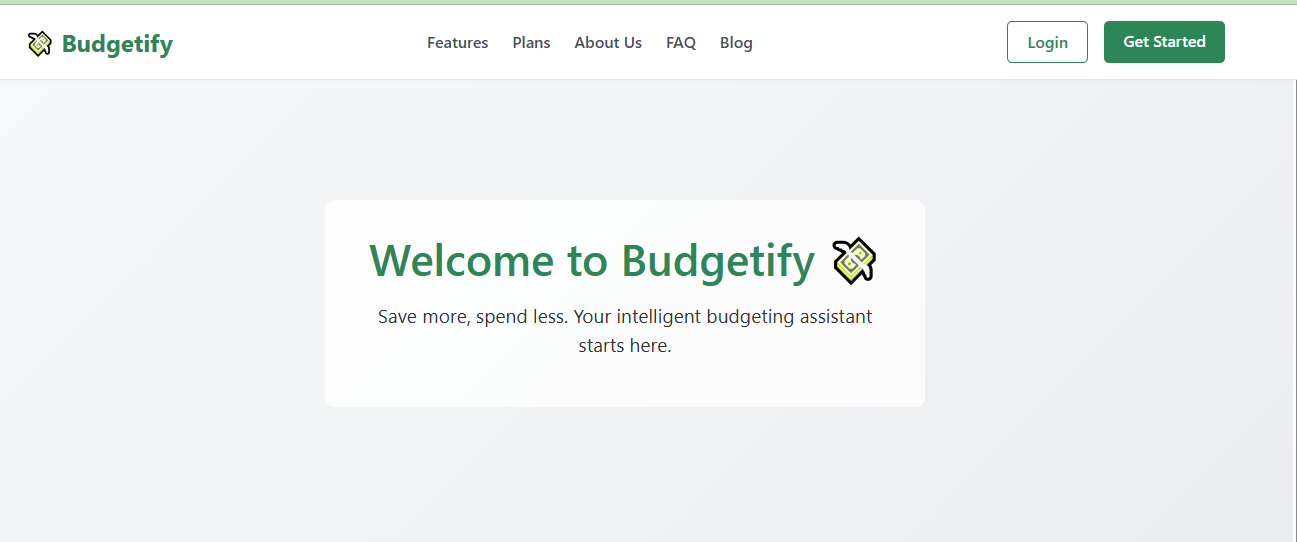 Budgetify
Features Plans About Us FAQ Blog
Login Get Started
Welcome to Budgetify
Save more, spend less. Your intelligent budgeting assistant
starts here.